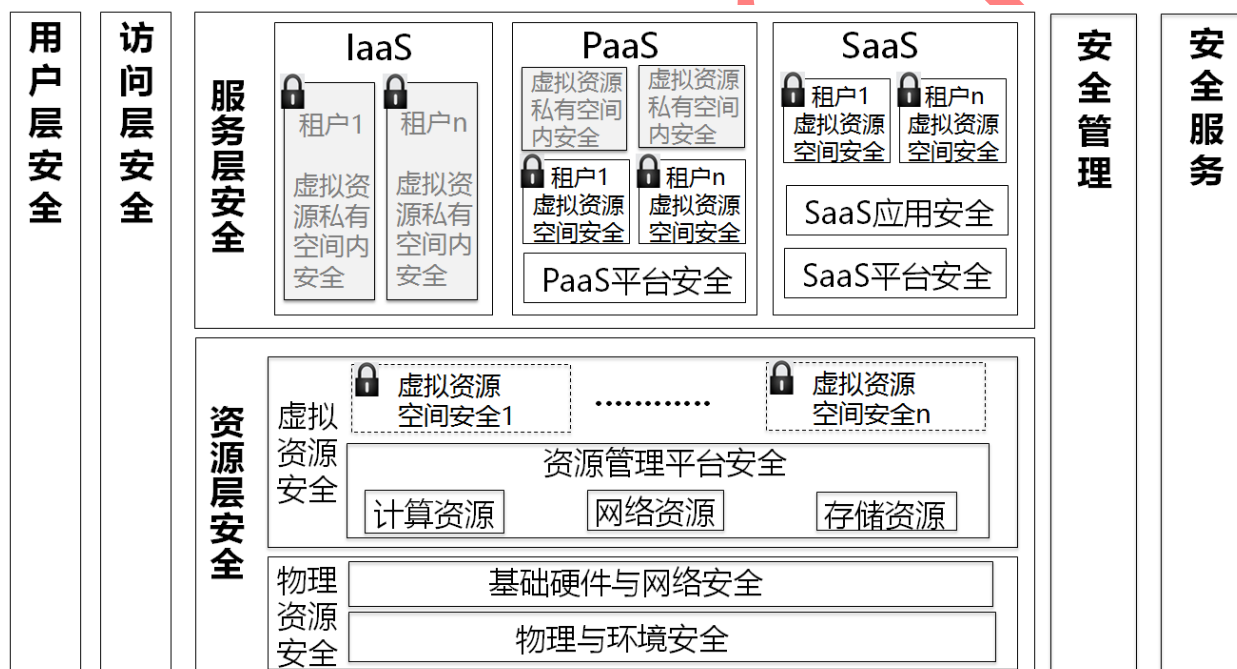 用户层安全
访问层安全
服务层安全
IaaS
租户1
虚拟资
源私有
空间内
安全
租户n
虚拟资
源私有
空间内
安全
PaaS
虚拟资源
私有空间
内安全
虚拟资源
私有空间
内安全
租户1
虚拟资源
空间安全
租户n
虚拟资源
空间安全
PaaS平台安全
SaaS
租户1
虚拟资源
空间安全
租户n
虚拟资源
空间安全
SaaS应用安全
SaaS平台安全
资源层安全
虚拟
资源
安全
虚拟资源
空间安全1
............
虚拟资源
空间安全n
资源管理平台安全
计算资源
网络资源
存储资源
物理
资源
安全
基础硬件与网络安全
物理与环境安全
安全管理
安全服务